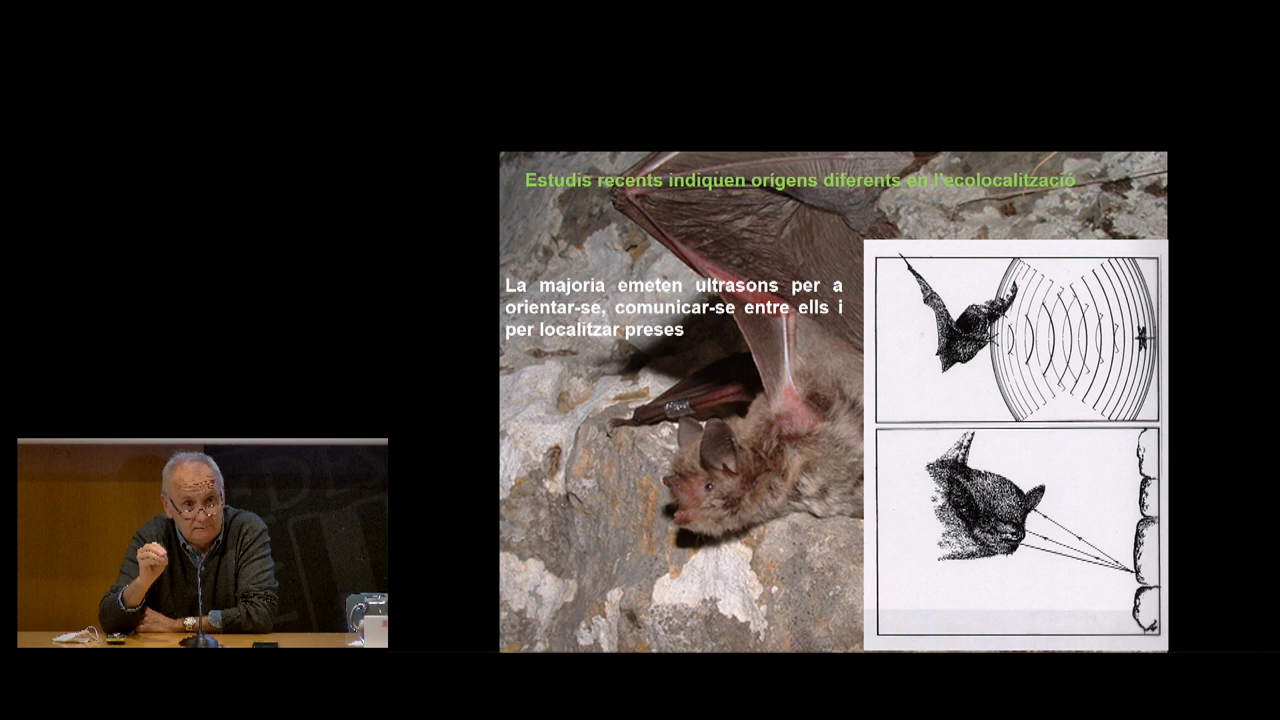 Estudis recents indiquen orígens diferents en l'ecolocalització
La majoria emeten ultrasons per a
orientar-se, comunicar-se entre ells i
per localitzar preses